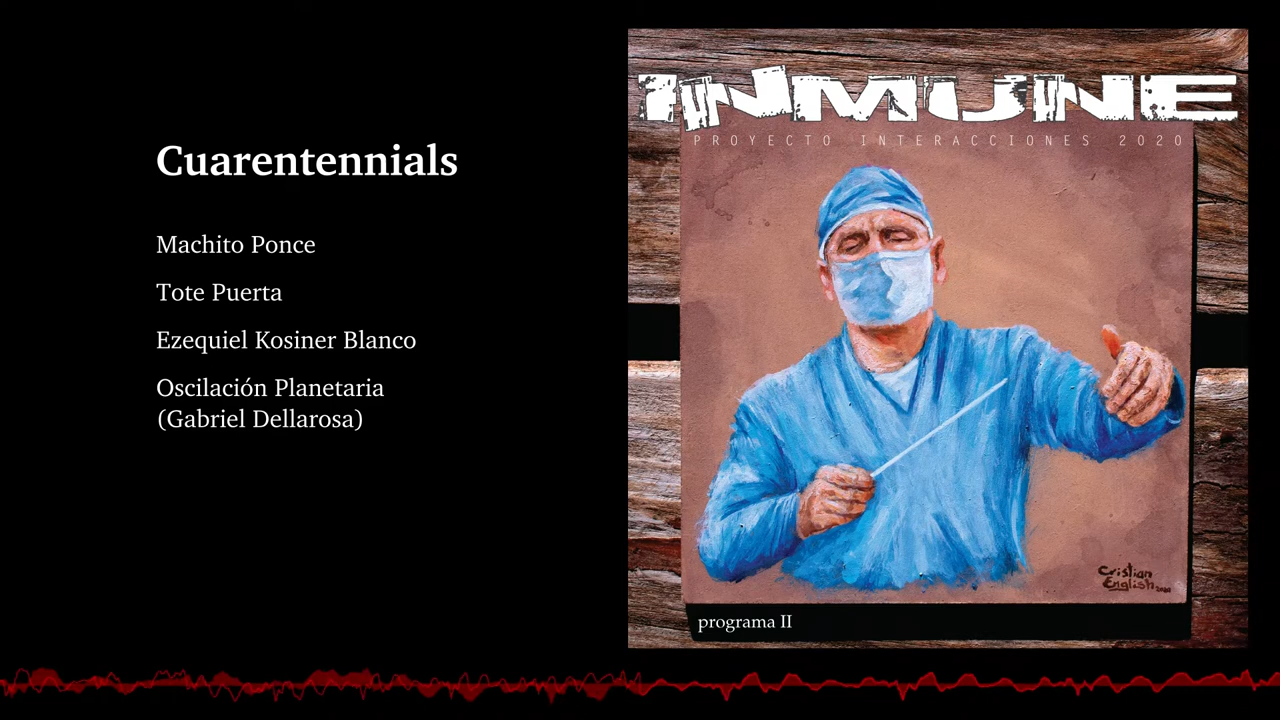 Cuarentennials
Machito Ponce
Tote Puerta
Ezequiel Kosiner Blanco
Oscilación Planetaria
(Gabriel Dellarosa)
INMUNE
PROYECTO INTERACCIONES 2020
Cristian
English 2020
programa II